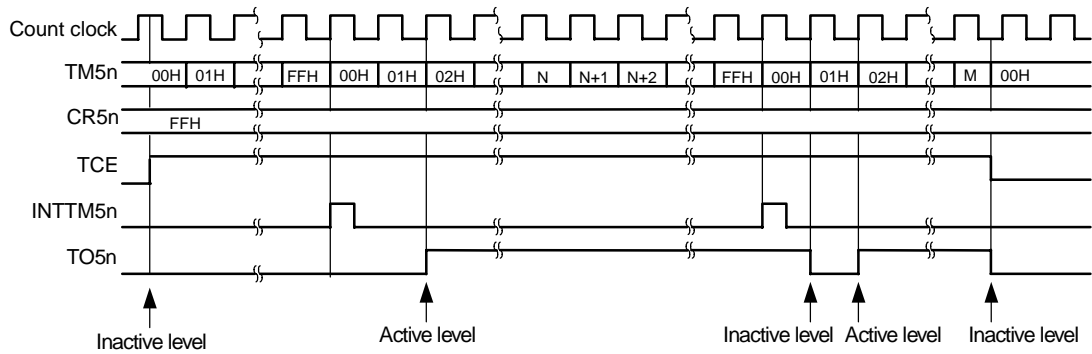 Count clock
TM5n 00H 01H FFH 00H 01H 02H N N+1 N+2 FFH 00H 01H 02H M 00H
CR5n FFH
TCE
INTTM5n
TO5n
Inactive level Active level Inactive level Active level Inactive level